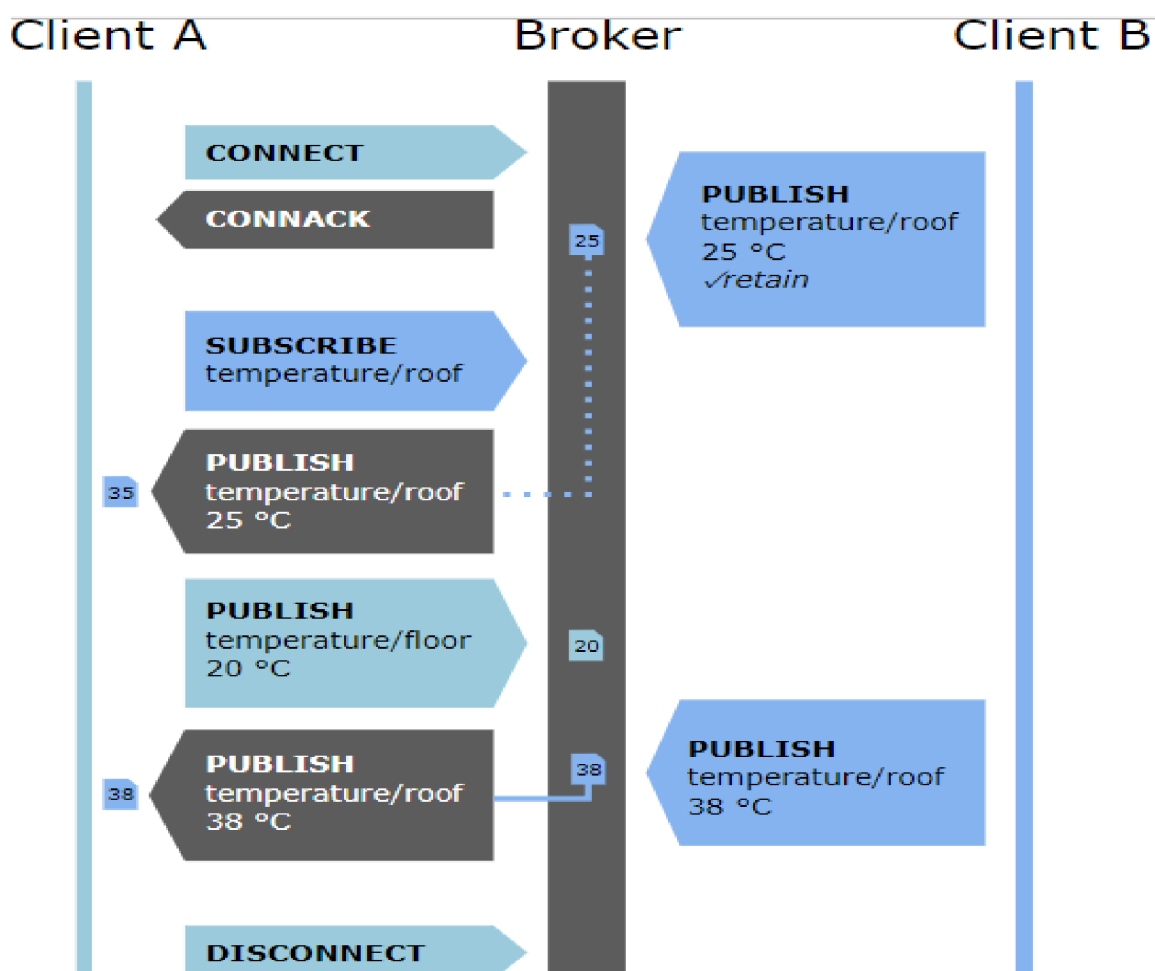 Client A
Broker
Client B
CONNECT
CONNACK
PUBLISH
temperature/roof
25 °C
✓retain
25
SUBSCRIBE
temperature/roof
PUBLISH
temperature/roof
25 °C
35
PUBLISH
temperature/floor
20 °C
20
PUBLISH
temperature/roof
38 °C
38
PUBLISH
temperature/roof
38 °C
38
DISCONNECT